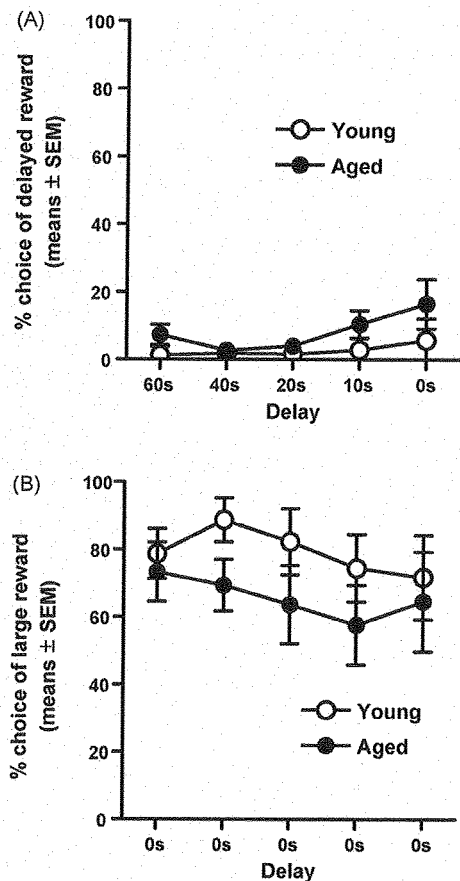 (A)
% choice of delayed reward
(means ± SEM)
100
80
60
40
20
0
Young
Aged
60s 40s 20s 10s 0s
Delay
(B)
% choice of large reward
(means ± SEM)
100
80
60
40
20
0
Young
Aged
0s 0s 0s 0s 0s
Delay